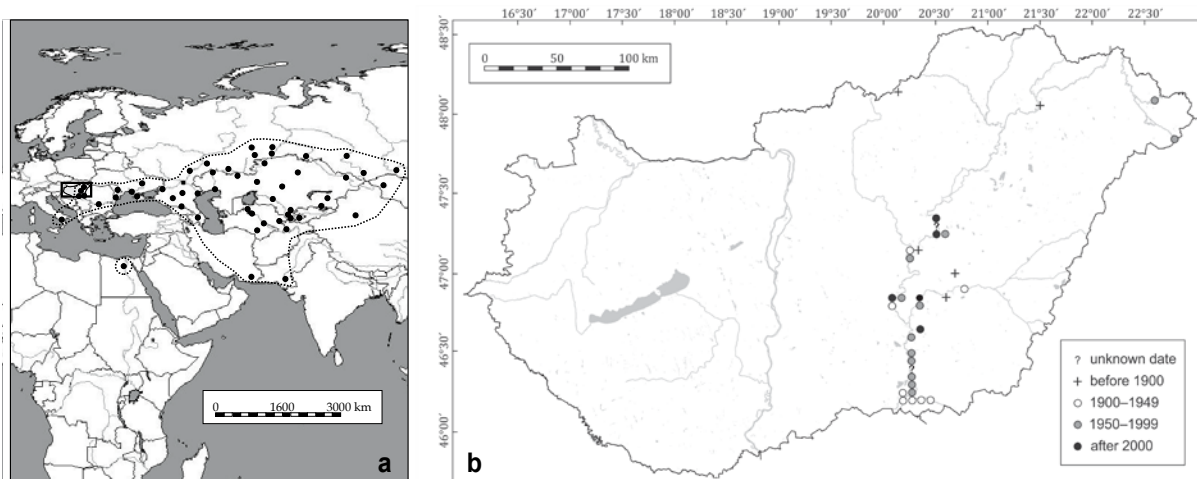 0 1600 3000 km
a
b
16°30´ 17°00´ 17°30´ 18°00´ 18°30´ 19°00´ 19°30´ 20°00´ 20°30´ 21°00´ 21°30´ 22°00´ 22°30´
48°30´
48°00´
47°30´
47°00´
46°30´
46°00´
0 50 100 km
? unknown date
+ before 1900
1900–1949
1950–1999
after 2000